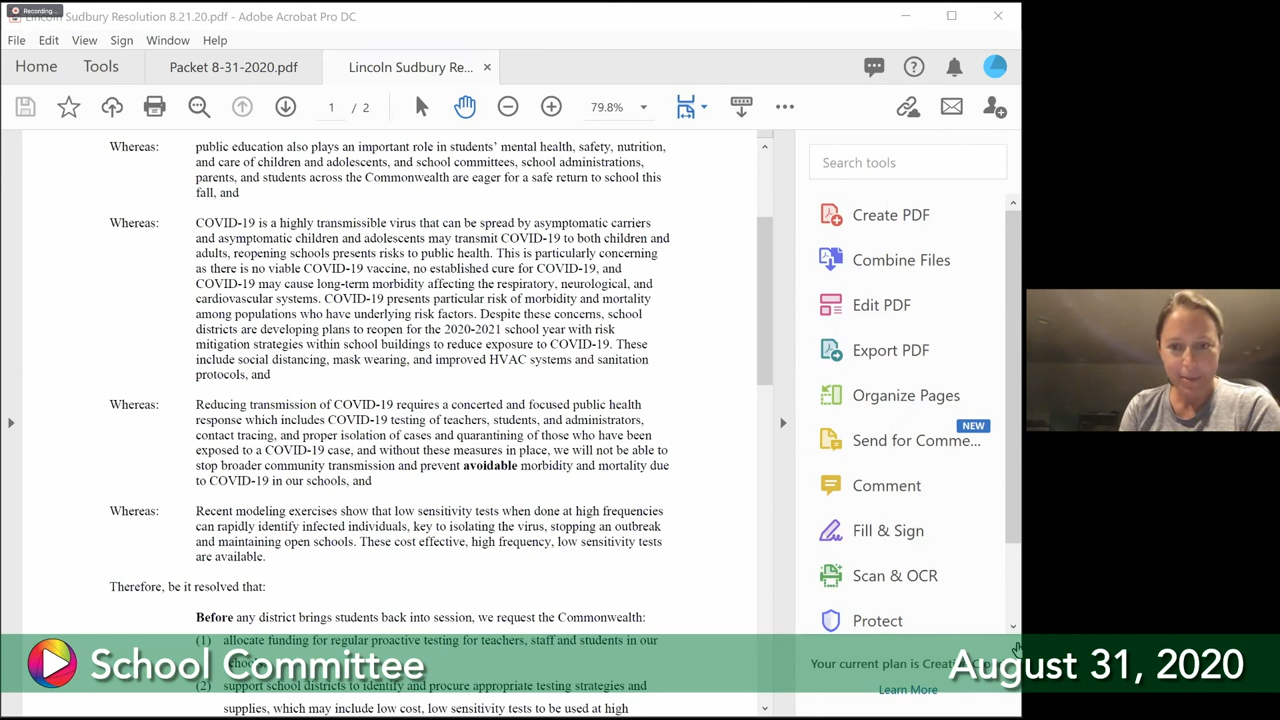 Recording...
Lincoln Sudbury Resolution 8.21.20.pdf - Adobe Acrobat Pro DC
File Edit View Sign Window Help
Home Tools Packet 8-31-2020.pdf Lincoln Sudbury Re... ×
1 / 2 79.8%
Whereas: public education also plays an important role in students' mental health, safety, nutrition,
and care of children and adolescents, and school committees, school administrations,
parents, and students across the Commonwealth are eager for a safe return to school this
fall, and
Whereas: COVID-19 is a highly transmissible virus that can be spread by asymptomatic carriers
and asymptomatic children and adolescents may transmit COVID-19 to both children and
adults, reopening schools presents risks to public health. This is particularly concerning
as there is no viable COVID-19 vaccine, no established cure for COVID-19, and
COVID-19 may cause long-term morbidity affecting the respiratory, neurological, and
cardiovascular systems. COVID-19 presents particular risk of morbidity and mortality
among populations who have underlying risk factors. Despite these concerns, school
districts are developing plans to reopen for the 2020-2021 school year with risk
mitigation strategies within school buildings to reduce exposure to COVID-19. These
include social distancing, mask wearing, and improved HVAC systems and sanitation
protocols, and
Whereas: Reducing transmission of COVID-19 requires a concerted and focused public health
response which includes COVID-19 testing of teachers, students, and administrators,
contact tracing, and proper isolation of cases and quarantining of those who have been
exposed to a COVID-19 case, and without these measures in place, we will not be able to
stop broader community transmission and prevent avoidable morbidity and mortality due
to COVID-19 in our schools, and
Whereas: Recent modeling exercises show that low sensitivity tests when done at high frequencies
can rapidly identify infected individuals, key to isolating the virus, stopping an outbreak
and maintaining open schools. These cost effective, high frequency, low sensitivity tests
are available.
Therefore, be it resolved that:
Before any district brings students back into session, we request the Commonwealth:
(1) allocate funding for regular proactive testing for teachers, staff and students in our
(2) support school districts to identify and procure appropriate testing strategies and
supplies, which may include low cost, low sensitivity tests to be used at high
Search tools
Create PDF
Combine Files
Edit PDF
Export PDF
Organize Pages
NEW
Send for Comme...
Comment
Fill & Sign
Scan & OCR
Protect
Your current plan is Creative
Learn More
School Committee
August 31, 2020